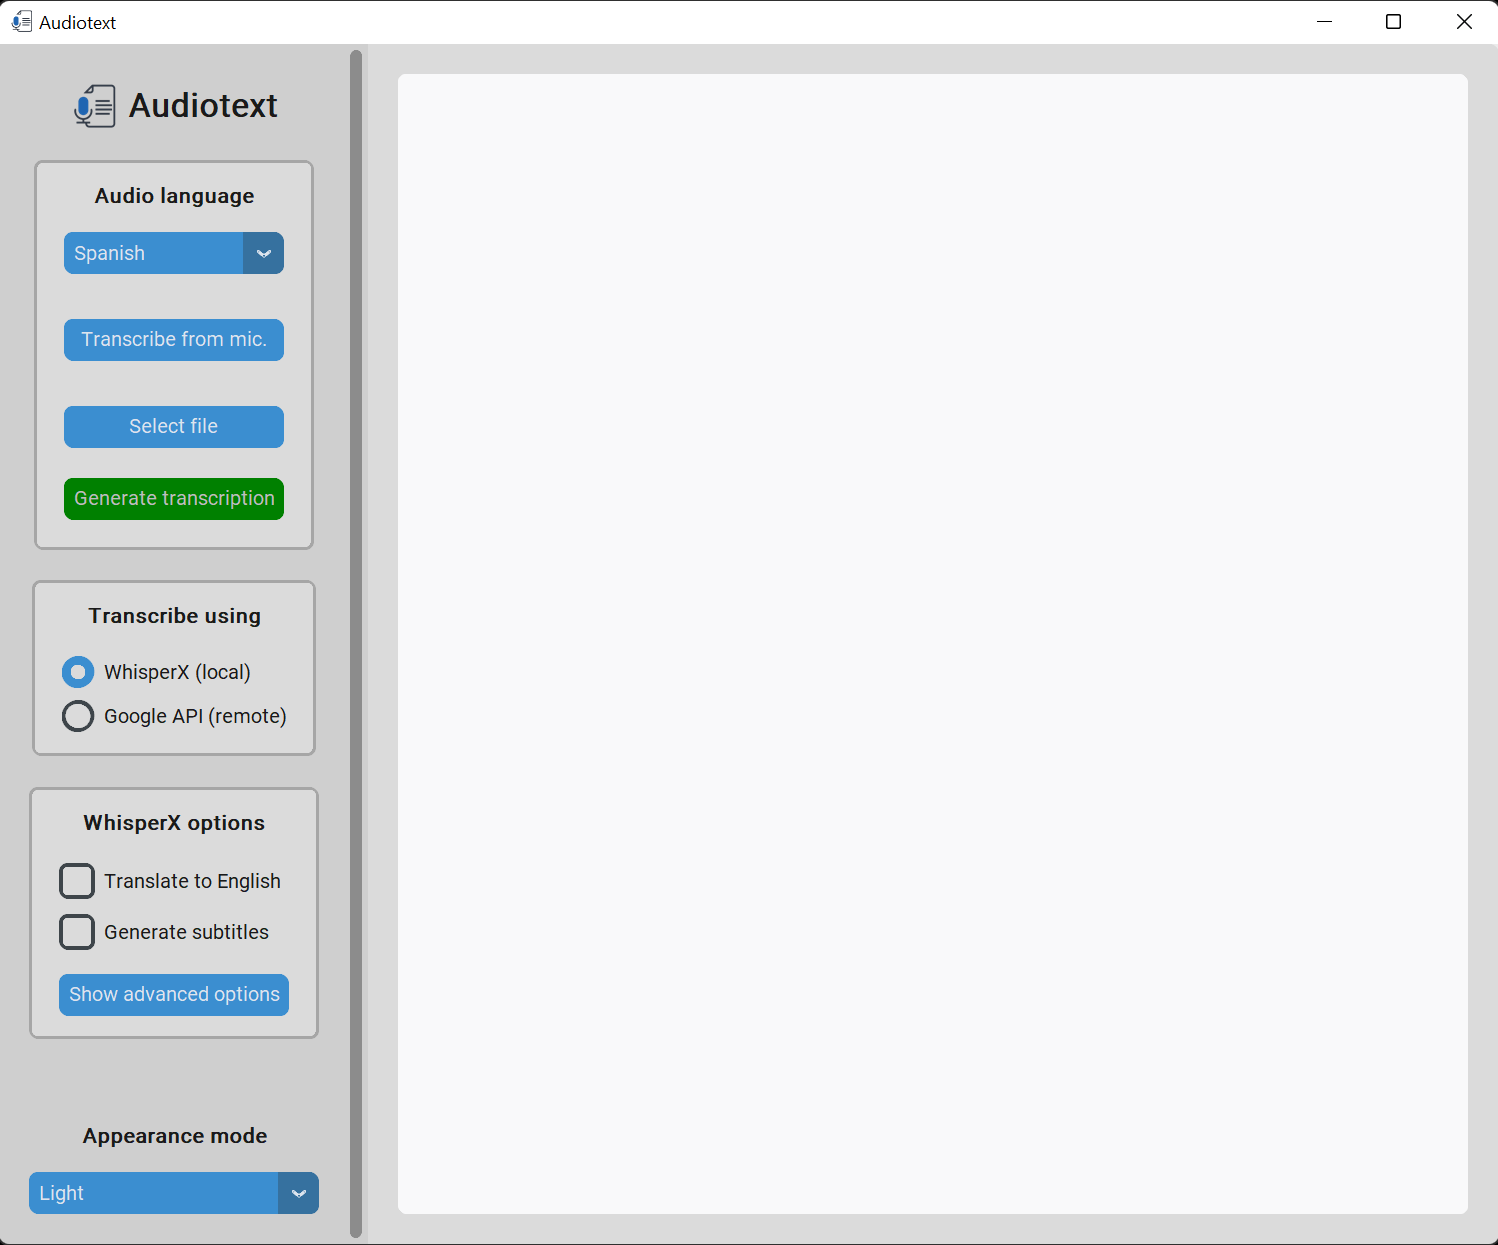 Audiotext
Audiotext
Audio language
Spanish
Transcribe from mic.
Select file
Generate transcription
Transcribe using
WhisperX (local)
Google API (remote)
WhisperX options
Translate to English
Generate subtitles
Show advanced options
Appearance mode
Light